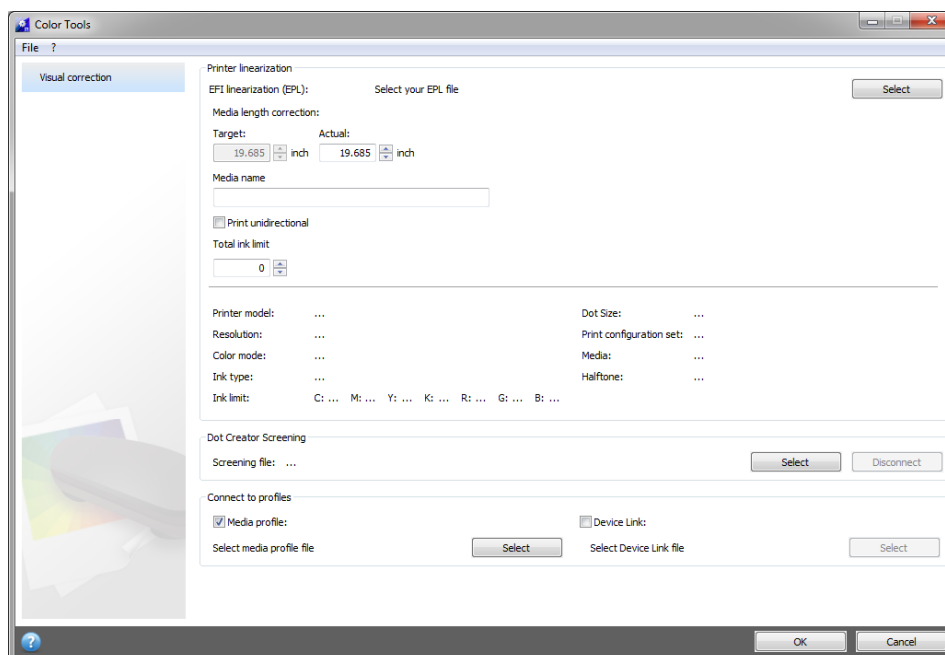 Color Tools
File ?
Visual correction
Printer linearization
EFI linearization (EPL): Select your EPL file Select
Media length correction:
Target: Actual:
19.685 inch 19.685 inch
Media name
Print unidirectional
Total ink limit
0
Printer model: ... Dot Size: ...
Resolution: ... Print configuration set: ...
Color mode: ... Media: ...
Ink type: ... Halftone: ...
Ink limit: C: ... M: ... Y: ... K: ... R: ... G: ... B: ...
Dot Creator Screening
Screening file: ... Select Disconnect
Connect to profiles
Media profile: Device Link:
Select media profile file Select Select Device Link file Select
? OK Cancel